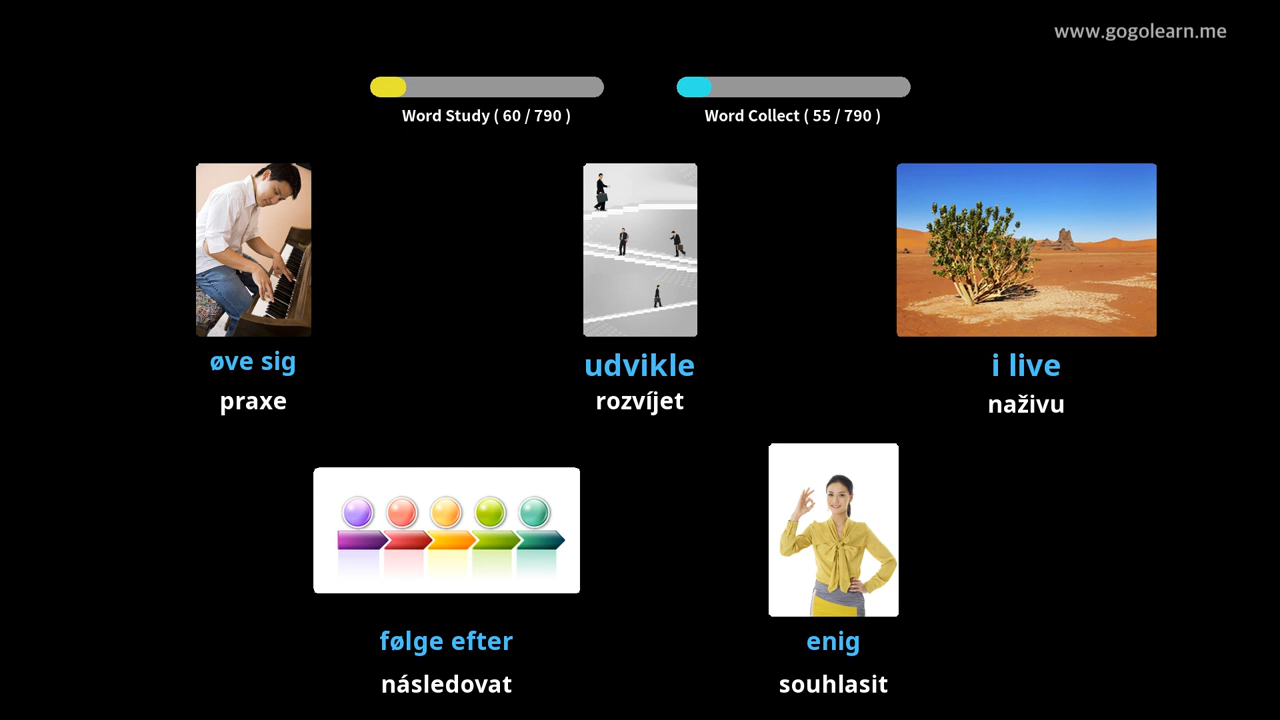 www.gogolearn.me
Word Study ( 60 / 790 )
Word Collect ( 55 / 790 )
øve sig
praxe
udvikle
rozvíjet
i live
naživu
følge efter
následovat
enig
souhlasit